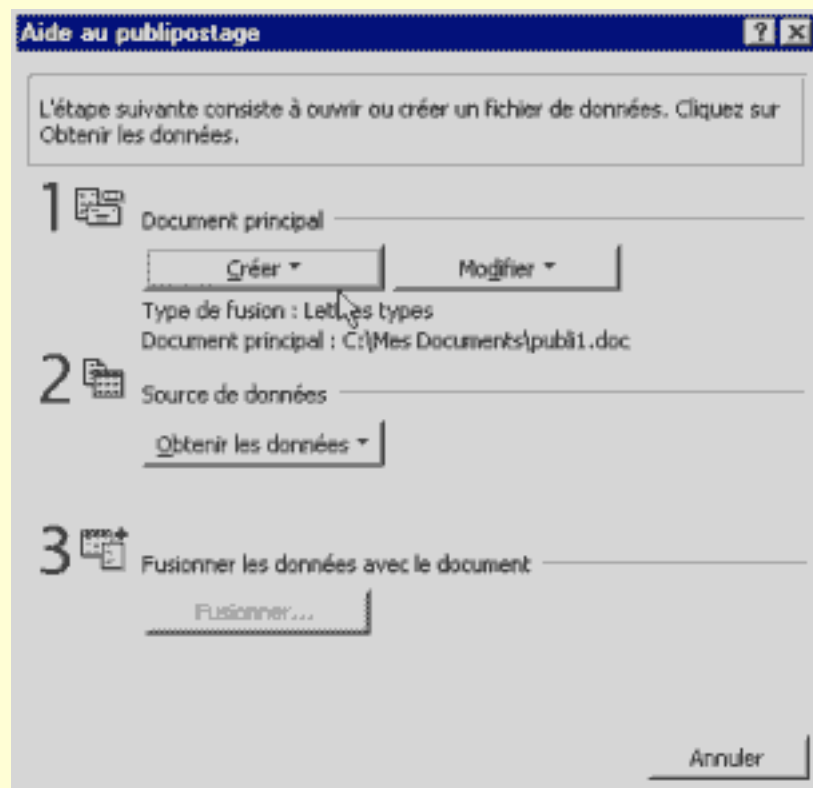 Aide au publipostage
L'étape suivante consiste à ouvrir ou créer un fichier de données. Cliquez sur
Obtenir les données.
1
Document principal
Créer
Modifier
Type de fusion : Lettres types
Document principal : C:\Mes Documents\publi1.doc
2
Source de données
Obtenir les données
3
Fusionner les données avec le document
Fusionner...
Annuler